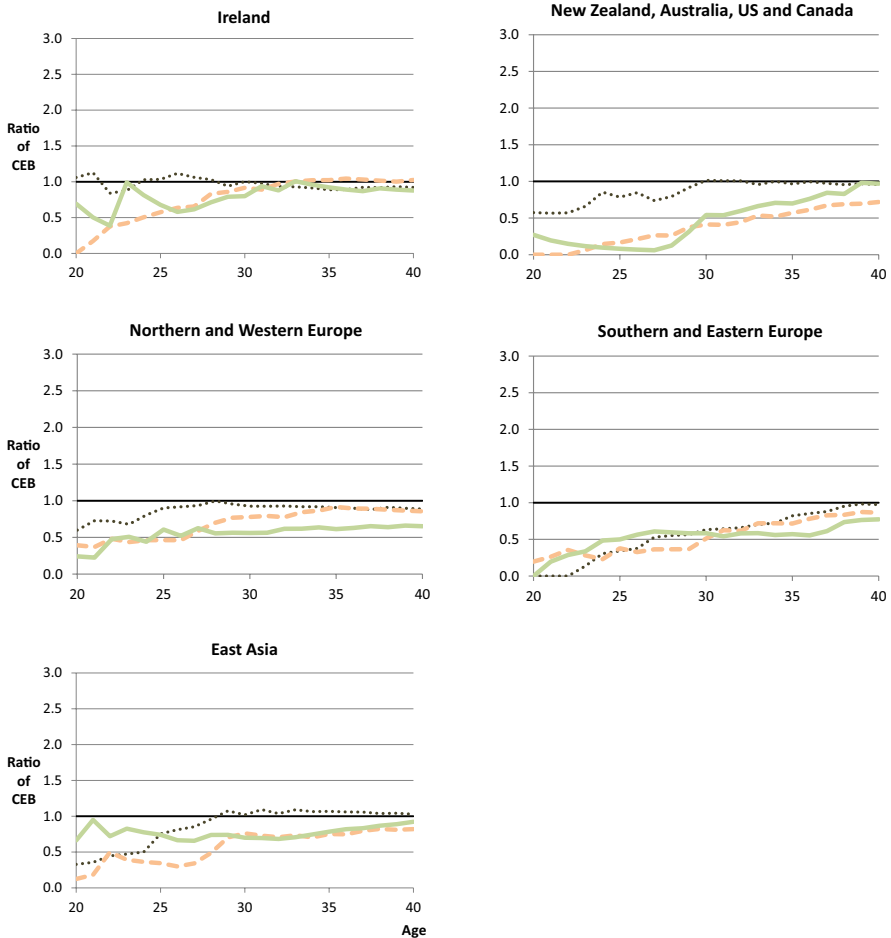 Ireland
3.0
2.5
2.0
1.5
1.0
0.5
0.0
Ratio
of
CEB
20 25 30 35 40
New Zealand, Australia, US and Canada
3.0
2.5
2.0
1.5
1.0
0.5
0.0
20 25 30 35 40
Northern and Western Europe
3.0
2.5
2.0
1.5
1.0
0.5
0.0
Ratio
of
CEB
20 25 30 35 40
Southern and Eastern Europe
3.0
2.5
2.0
1.5
1.0
0.5
0.0
20 25 30 35 40
East Asia
3.0
2.5
2.0
1.5
1.0
0.5
0.0
Ratio
of
CEB
20 25 30 35 40
Age